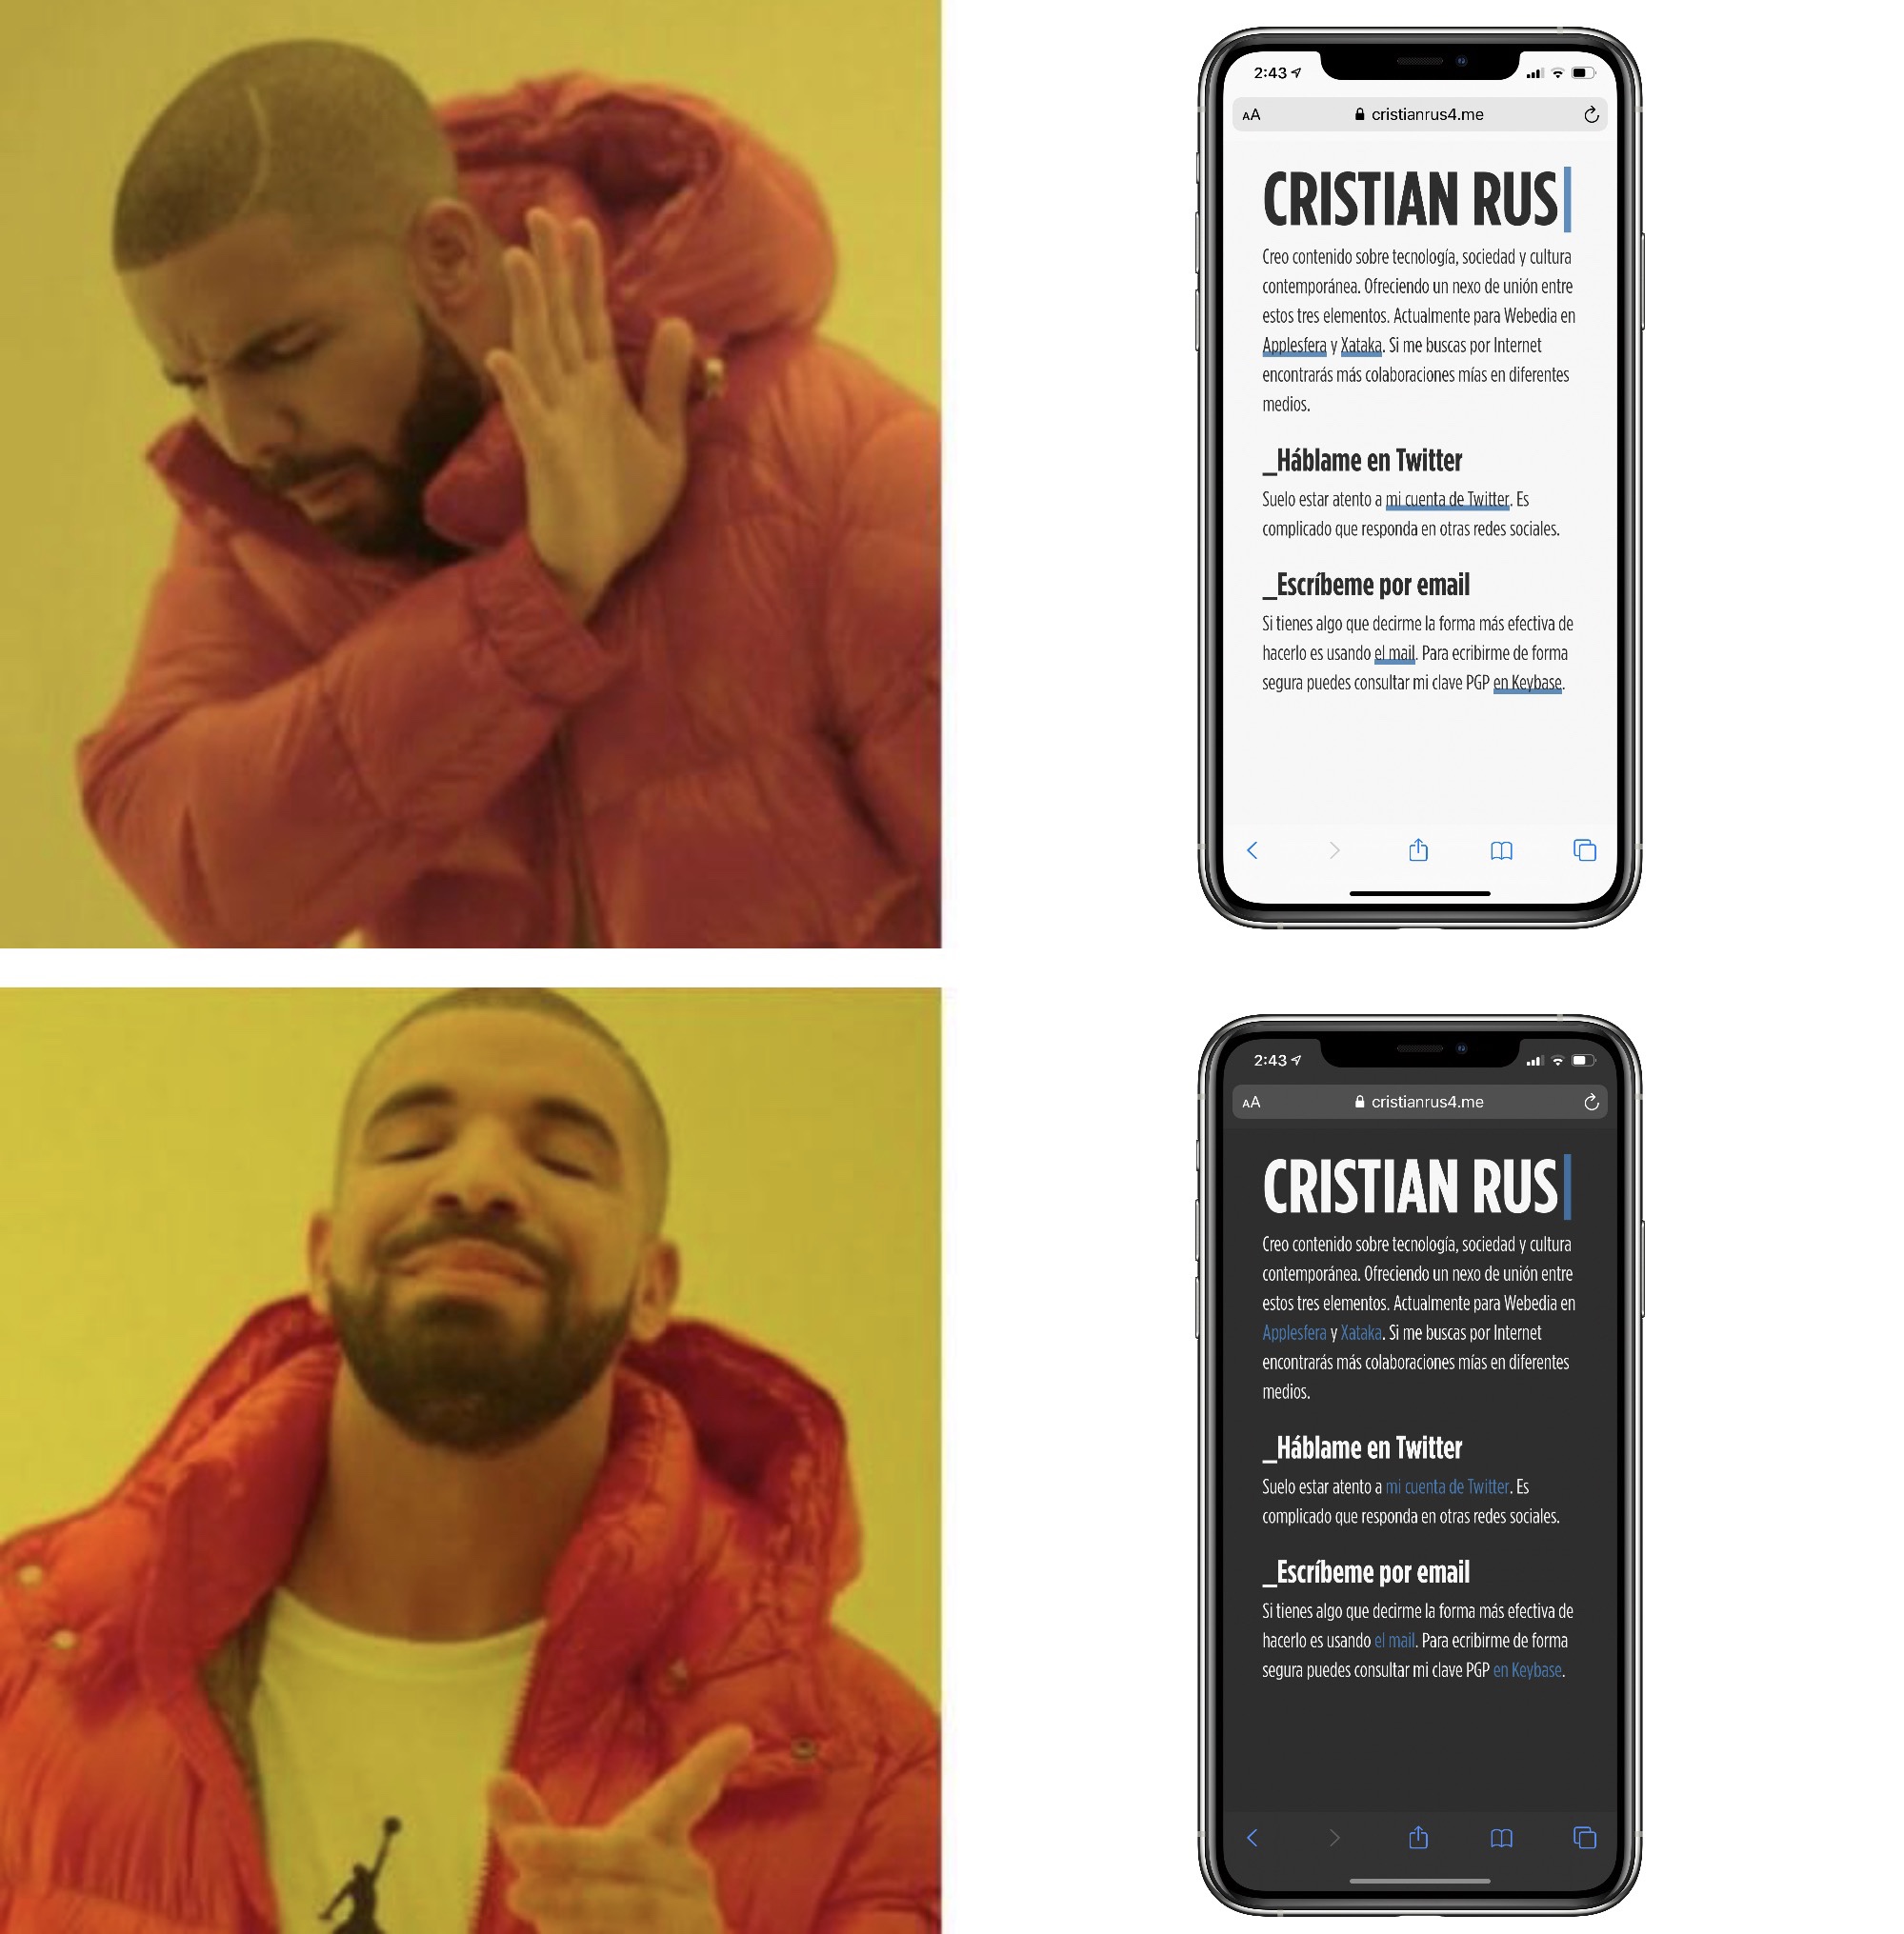 2:43
AA cristianrus4.me
CRISTIAN RUS
Creo contenido sobre tecnología, sociedad y cultura
contemporánea. Ofreciendo un nexo de unión entre
estos tres elementos. Actualmente para Webedia en
Applesfera y Xataka. Si me buscas por Internet
encontrarás más colaboraciones mías en diferentes
medios.
_Háblame en Twitter
Suelo estar atento a mi cuenta de Twitter. Es
complicado que responda en otras redes sociales.
_Escríbeme por email
Si tienes algo que decirme la forma más efectiva de
hacerlo es usando el mail. Para ecribirme de forma
segura puedes consultar mi clave PGP en Keybase.
2:43
AA cristianrus4.me
CRISTIAN RUS
Creo contenido sobre tecnología, sociedad y cultura
contemporánea. Ofreciendo un nexo de unión entre
estos tres elementos. Actualmente para Webedia en
Applesfera y Xataka. Si me buscas por Internet
encontrarás más colaboraciones mías en diferentes
medios.
_Háblame en Twitter
Suelo estar atento a mi cuenta de Twitter. Es
complicado que responda en otras redes sociales.
_Escríbeme por email
Si tienes algo que decirme la forma más efectiva de
hacerlo es usando el mail. Para ecribirme de forma
segura puedes consultar mi clave PGP en Keybase.